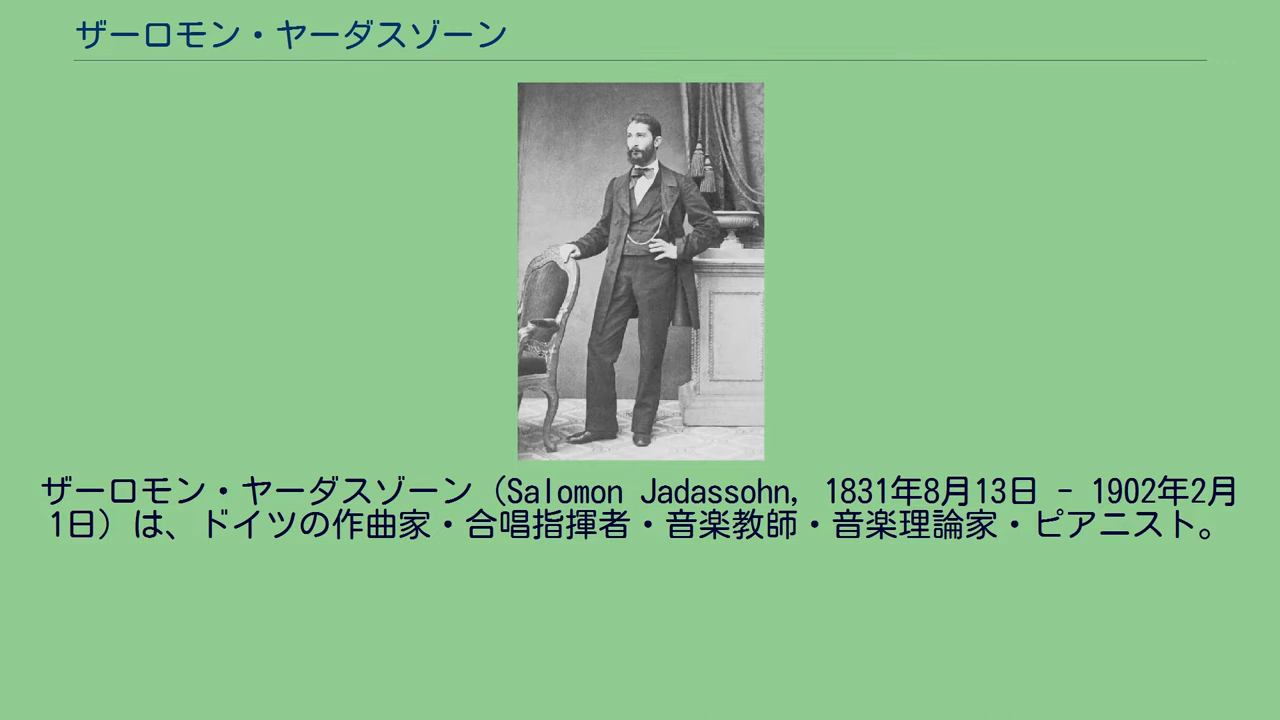 ザーロモン・ヤーダスゾーン
ザーロモン・ヤーダスゾーン（Salomon Jadassohn, 1831年8月13日 - 1902年2月
1日）は、ドイツの作曲家・合唱指揮者・音楽教師・音楽理論家・ピアニスト。